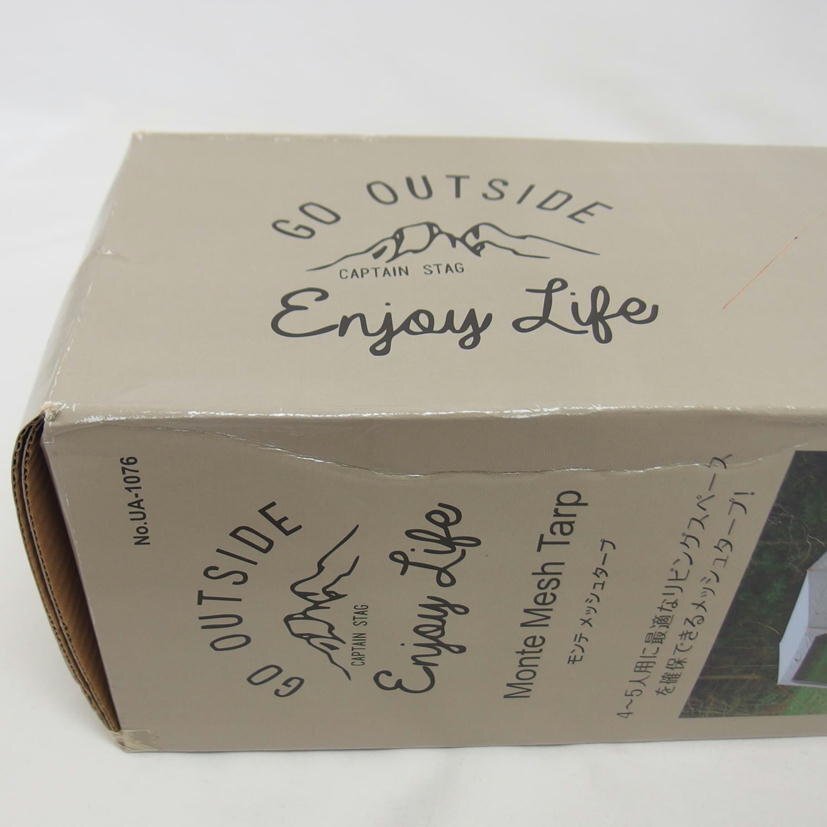 GO OUTSIDE
CAPTAIN STAG
Enjoy Life
No.UA-1076
GO OUTSIDE
CAPTAIN STAG
Enjoy Life
Monte Mesh Tarp
モンテ メッシュタープ
4〜5人用に最適なリビングスペース
を確保できるメッシュタープ!